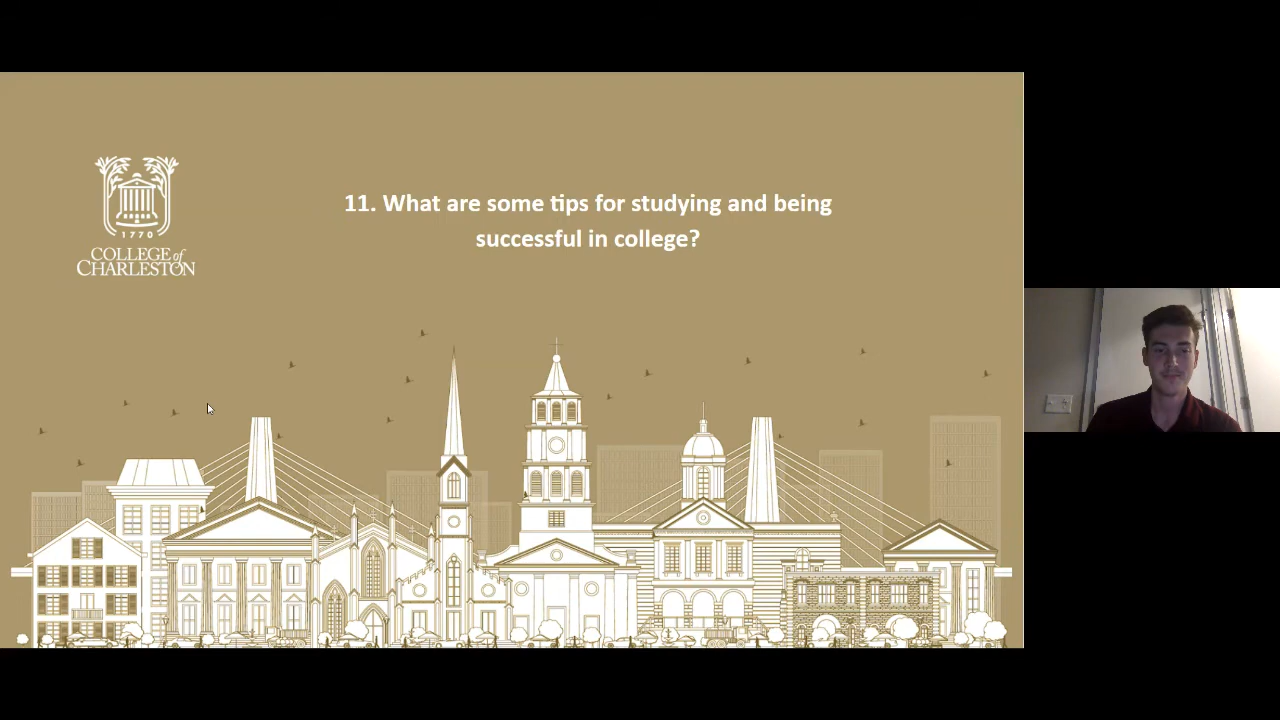 11. What are some tips for studying and being
successful in college?
1770
COLLEGE of
CHARLESTON